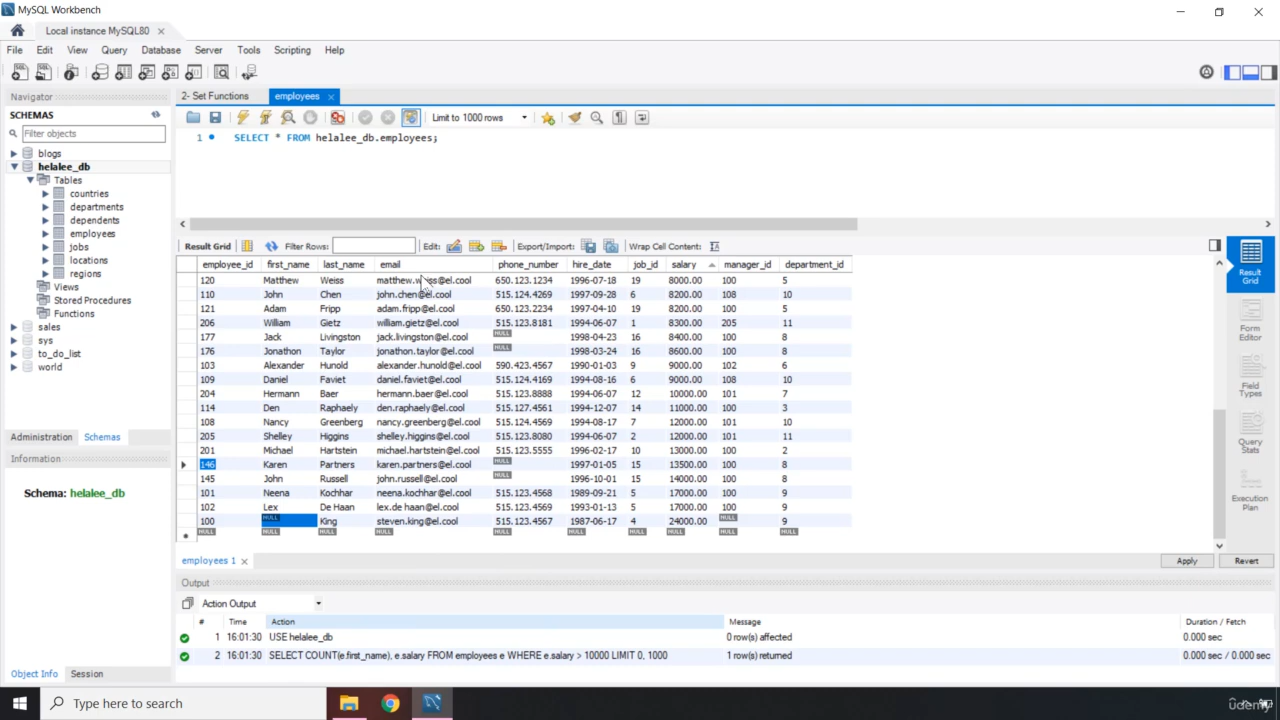 MySQL Workbench
Local instance MySQL80
File Edit View Query Database Server Tools Scripting Help
Navigator
SCHEMAS
Filter objects
blogs
helalee_db
Tables
countries
departments
dependents
employees
jobs
locations
regions
Views
Stored Procedures
Functions
sales
sys
to_do_list
world
Administration Schemas
Information
Schema: helalee_db
Object Info Session
2- Set Functions employees
Limit to 1000 rows
1 SELECT * FROM helalee_db.employees;
Result Grid Filter Rows: Edit: Export/Import: Wrap Cell Content:
employee_id first_name last_name email phone_number hire_date job_id salary manager_id department_id
120 Matthew Weiss matthew.weiss@el.cool 650.123.1234 1996-07-18 19 8000.00 100 5
110 John Chen john.chen@el.cool 515.124.4269 1997-09-28 6 8200.00 108 10
121 Adam Fripp adam.fripp@el.cool 650.123.2234 1997-04-10 19 8200.00 100 5
206 William Gietz william.gietz@el.cool 515.123.8181 1994-06-07 1 8300.00 205 11
177 Jack Livingston jack.livingston@el.cool NULL 1998-04-23 16 8400.00 100 8
176 Jonathon Taylor jonathon.taylor@el.cool NULL 1998-03-24 16 8600.00 100 8
103 Alexander Hunold alexander.hunold@el.cool 590.423.4567 1990-01-03 9 9000.00 102 6
109 Daniel Faviet daniel.faviet@el.cool 515.124.4169 1994-08-16 6 9000.00 108 10
204 Hermann Baer hermann.baer@el.cool 515.123.8888 1994-06-07 12 10000.00 101 7
114 Den Raphaely den.raphaely@el.cool 515.127.4561 1994-12-07 14 11000.00 100 3
108 Nancy Greenberg nancy.greenberg@el.cool 515.124.4569 1994-08-17 7 12000.00 101 10
205 Shelley Higgins shelley.higgins@el.cool 515.123.8080 1994-06-07 2 12000.00 101 11
201 Michael Hartstein michael.hartstein@el.cool 515.123.5555 1996-02-17 10 13000.00 100 2
146 Karen Partners karen.partners@el.cool NULL 1997-01-05 15 13500.00 100 8
145 John Russell john.russell@el.cool NULL 1996-10-01 15 14000.00 100 8
101 Neena Kochhar neena.kochhar@el.cool 515.123.4568 1989-09-21 5 17000.00 100 9
102 Lex De Haan lex.de haan@el.cool 515.123.4569 1993-01-13 5 17000.00 100 9
100 NULL King steven.king@el.cool 515.123.4567 1987-06-17 4 24000.00 NULL 9
NULL NULL NULL NULL NULL NULL NULL NULL NULL NULL
Result Grid
Form Editor
Field Types
Query Stats
Execution Plan
employees 1 Apply Revert
Output
Action Output
# Time Action Message Duration / Fetch
1 16:01:30 USE helalee_db 0 row(s) affected 0.000 sec
2 16:01:30 SELECT COUNT(e.first_name), e.salary FROM employees e WHERE e.salary > 10000 LIMIT 0, 1000 1 row(s) returned 0.000 sec / 0.000 sec
Type here to search
udemy